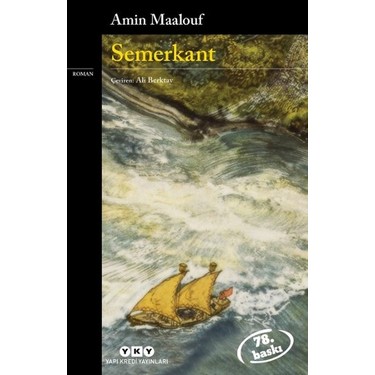 Amin Maalouf
Semerkant
ROMAN
Çeviren: Ali Berktay
78.
baskı
YKY
YAPI KREDİ YAYINLARI